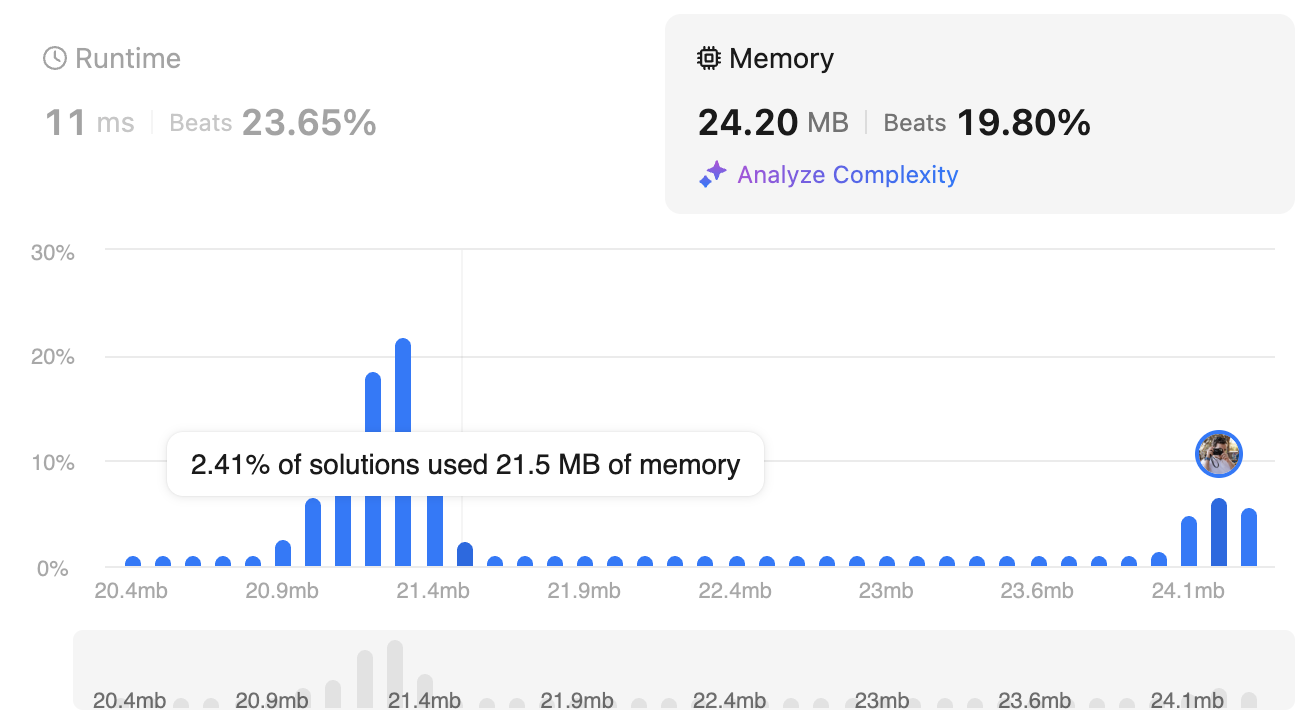 Runtime
11 ms | Beats 23.65%
Memory
24.20 MB | Beats 19.80%
Analyze Complexity
30%
20%
10%
0%
2.41% of solutions used 21.5 MB of memory
20.4mb 20.9mb 21.4mb 21.9mb 22.4mb 23mb 23.6mb 24.1mb
20.4mb 20.9mb 21.4mb 21.9mb 22.4mb 23mb 23.6mb 24.1mb